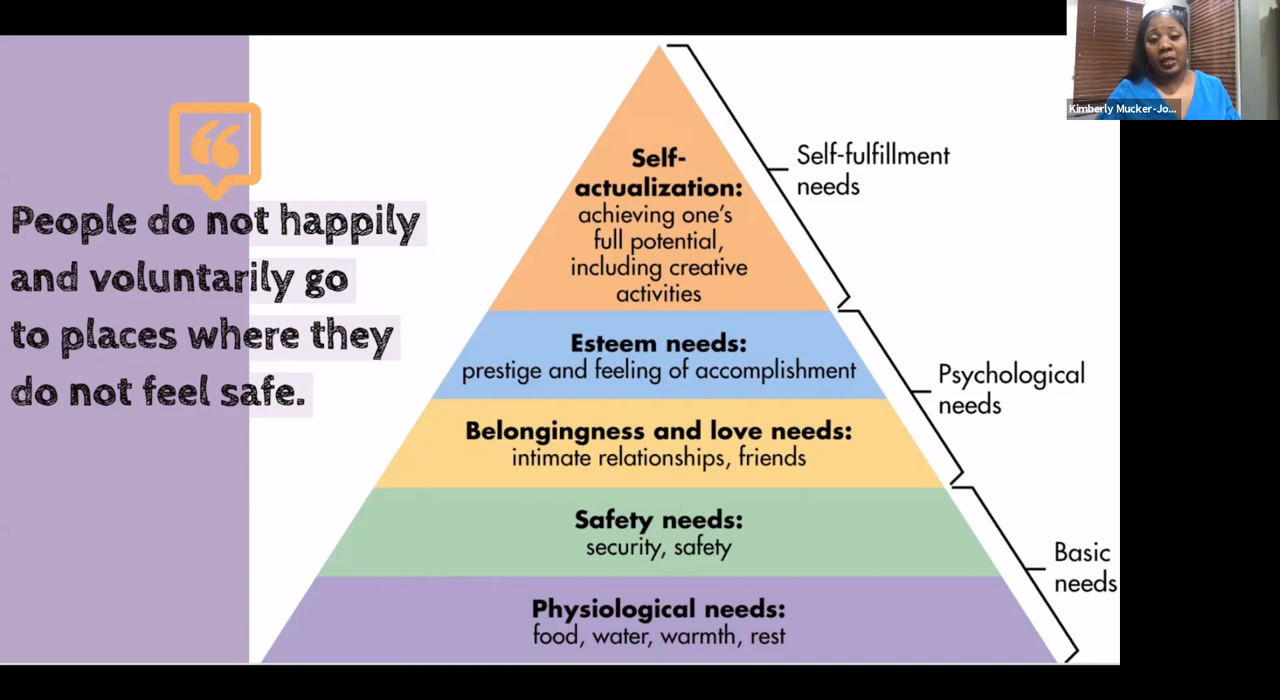 Kimberly Mucker-Jo...
“
People do not happily
and voluntarily go
to places where they
do not feel safe.
Self-
actualization:
achieving one’s
full potential,
including creative
activities
Esteem needs:
prestige and feeling of accomplishment
Belongingness and love needs:
intimate relationships, friends
Safety needs:
security, safety
Physiological needs:
food, water, warmth, rest
Self-fulfillment
needs
Psychological
needs
Basic
needs